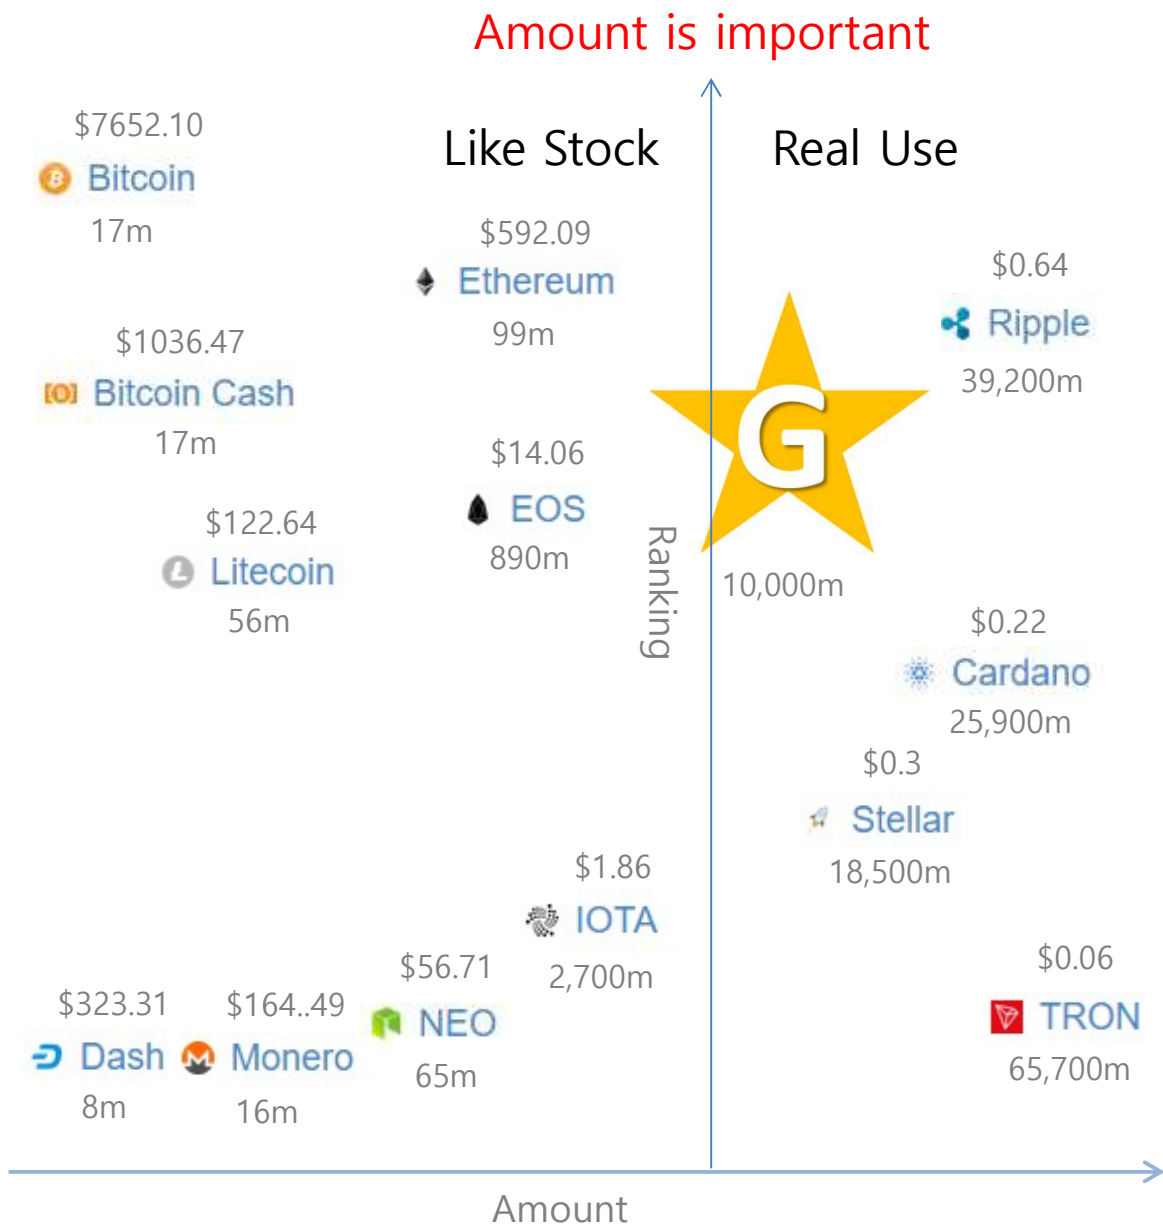 Amount is important
Like Stock
Real Use
$7652.10
Bitcoin
17m
$592.09
Ethereum
99m
$0.64
Ripple
39,200m
$1036.47
Bitcoin Cash
17m
G
10,000m
$14.06
EOS
890m
$122.64
Litecoin
56m
Ranking
$0.22
Cardano
25,900m
$0.3
Stellar
18,500m
$1.86
IOTA
2,700m
$56.71
NEO
65m
$323.31
Dash
8m
$164..49
Monero
16m
$0.06
TRON
65,700m
Amount